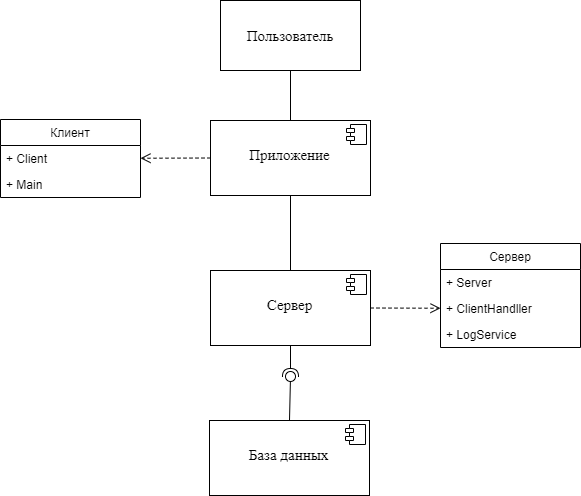 Пользователь
Клиент
+ Client
+ Main
Приложение
Сервер
+ Server
+ ClientHandller
+ LogService
Сервер
База данных